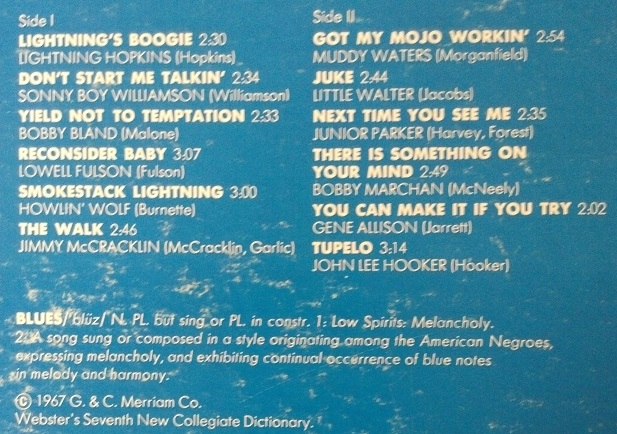 Side I
LIGHTNING'S BOOGIE 2:30
LIGHTNING HOPKINS (Hopkins)
DON'T START ME TALKIN' 2:34
SONNY BOY WILLIAMSON (Williamson)
YIELD NOT TO TEMPTATION 2:33
BOBBY BLAND (Malone)
RECONSIDER BABY 3:07
LOWELL FULSON (Fulson)
SMOKESTACK LIGHTNING 3:00
HOWLIN' WOLF (Burnette)
THE WALK 2:46
JIMMY McCRACKLIN (McCracklin, Garlic)
Side II
GOT MY MOJO WORKIN' 2:54
MUDDY WATERS (Morganfield)
JUKE 2:44
LITTLE WALTER (Jacobs)
NEXT TIME YOU SEE ME 2:35
JUNIOR PARKER (Harvey, Forest)
THERE IS SOMETHING ON
YOUR MIND 2:49
BOBBY MARCHAN (McNeely)
YOU CAN MAKE IT IF YOU TRY 2:02
GENE ALLISON (Jarrett)
TUPELO 3:14
JOHN LEE HOOKER (Hooker)
BLUES/'blüz/ N. PL. but sing or PL. in constr. 1: Low Spirits: Melancholy.
2: A song sung or composed in a style originating among the American Negroes,
expressing melancholy, and exhibiting continual occerrence of blue notes
in melody and harmony.
© 1967 G. & C. Merriam Co.
Webster's Seventh New Collegiate Dictionary.